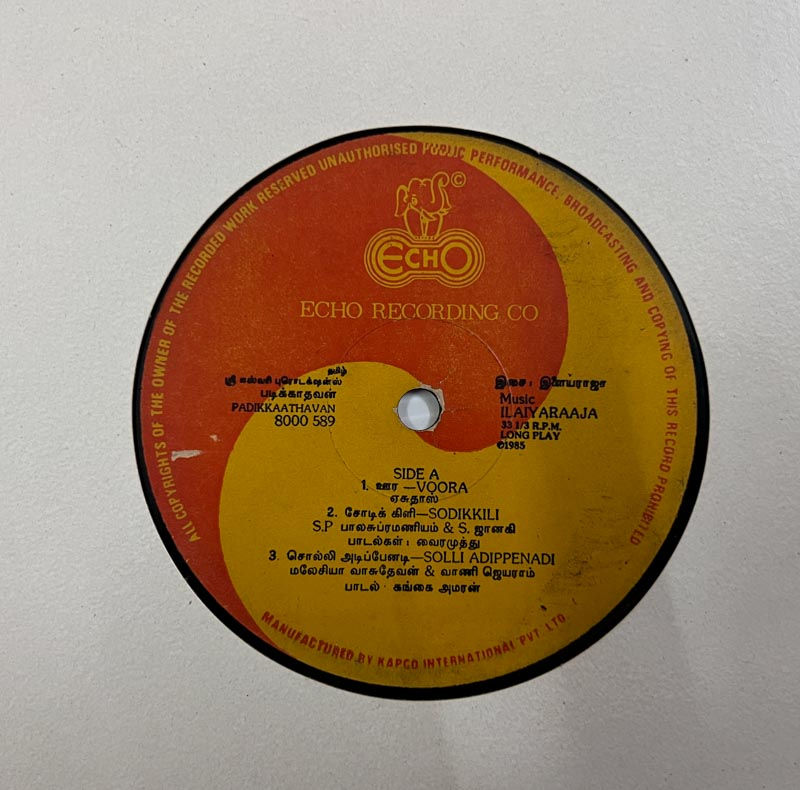 ALL COPYRIGHTS OF THE OWNER OF THE RECORDED WORK RESERVED UNAUTHORISED PUBLIC PERFORMANCE, BROADCASTING AND COPYING OF THIS RECORD PROHIBITED
©
ECHO
ECHO RECORDING CO
தமிழ்
ஸ்ரீ ஈஸ்வரி புரொடக்ஷன்ஸ்
படிக்காதவன்
PADIKKAATHAVAN
8000 589
இசை : இளையராஜா
Music
ILAIYARAAJA
33 1/3 R.P.M.
LONG PLAY
©1985
SIDE A
1. ஊர —VOORA
ஏசுதாஸ்
2. சோடிக் கிளி—SODIKKILI
S.P பாலசுப்ரமணியம் & S. ஜானகி
பாடல்கள் : வைரமுத்து
3. சொல்லி அடிப்பேனடி—SOLLI ADIPPENADI
மலேசியா வாசுதேவன் & வாணி ஜெயராம்
பாடல் · கங்கை அமரன்
MANUFACTURED BY KAPCO INTERNATIONAL PVT. LTD